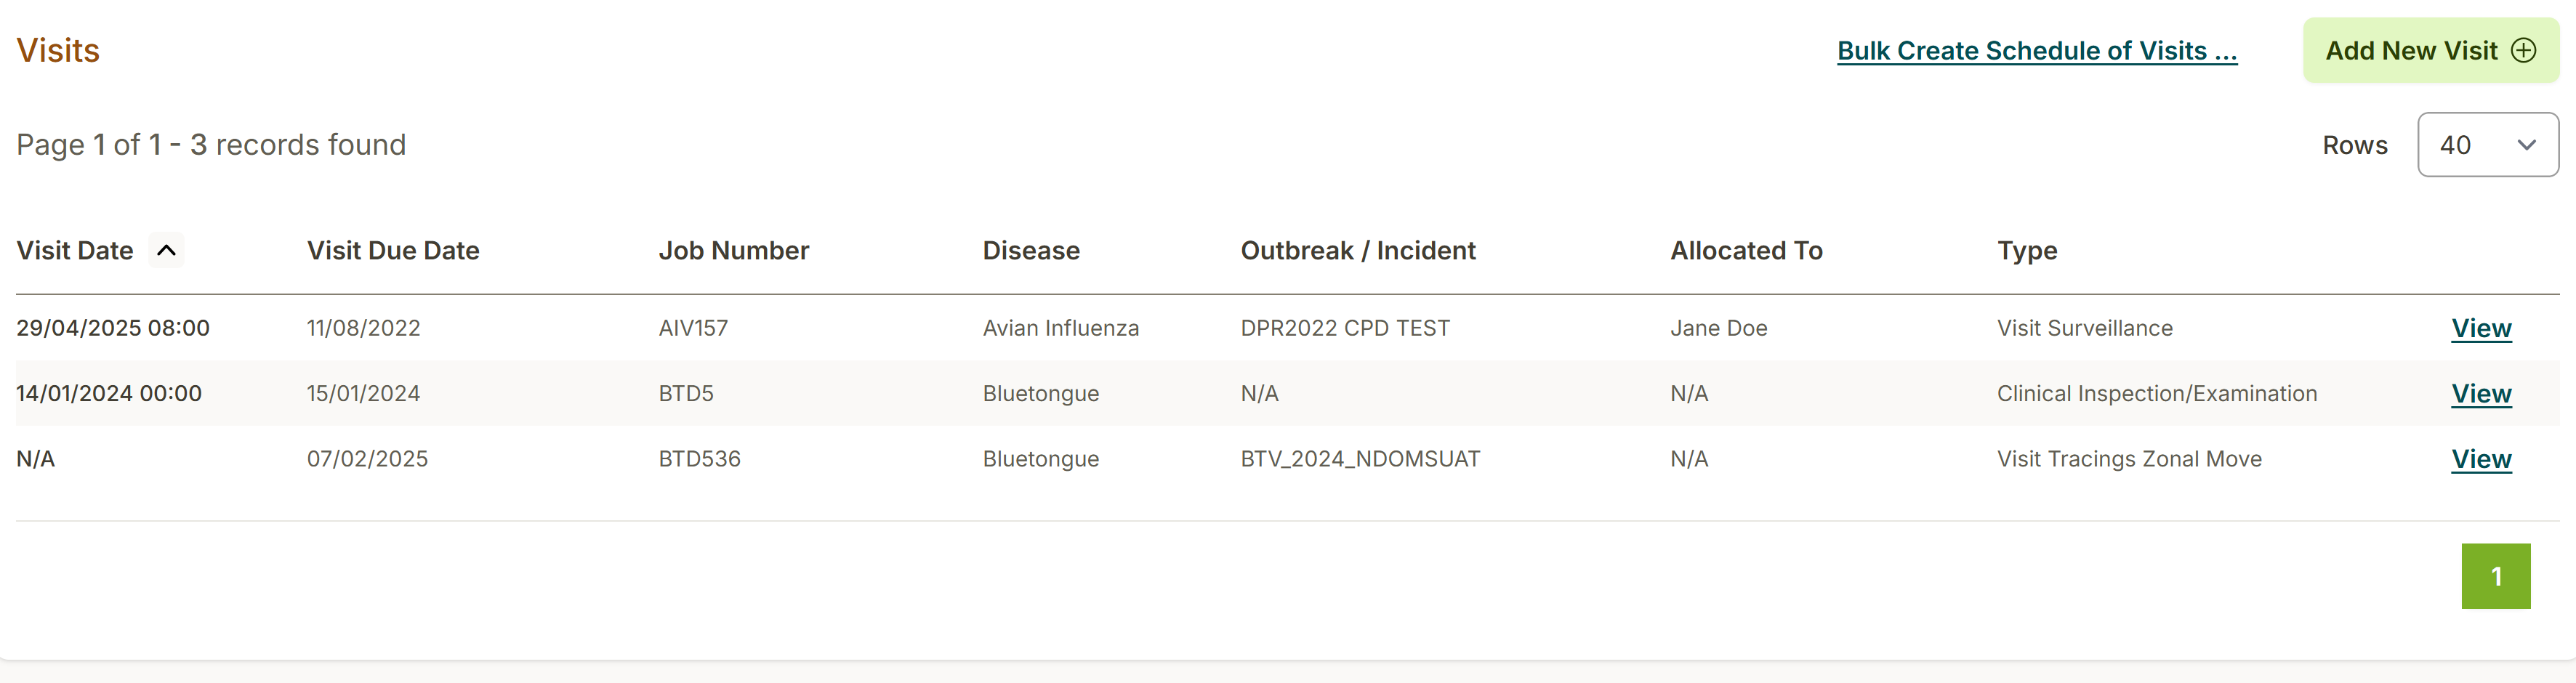 Visits Bulk Create Schedule of Visits ... Add New Visit
Page 1 of 1 - 3 records found Rows 40
Visit Date Visit Due Date Job Number Disease Outbreak / Incident Allocated To Type
29/04/2025 08:00 11/08/2022 AIV157 Avian Influenza DPR2022 CPD TEST Jane Doe Visit Surveillance View
14/01/2024 00:00 15/01/2024 BTD5 Bluetongue N/A N/A Clinical Inspection/Examination View
N/A 07/02/2025 BTD536 Bluetongue BTV_2024_NDOMSUAT N/A Visit Tracings Zonal Move View
1